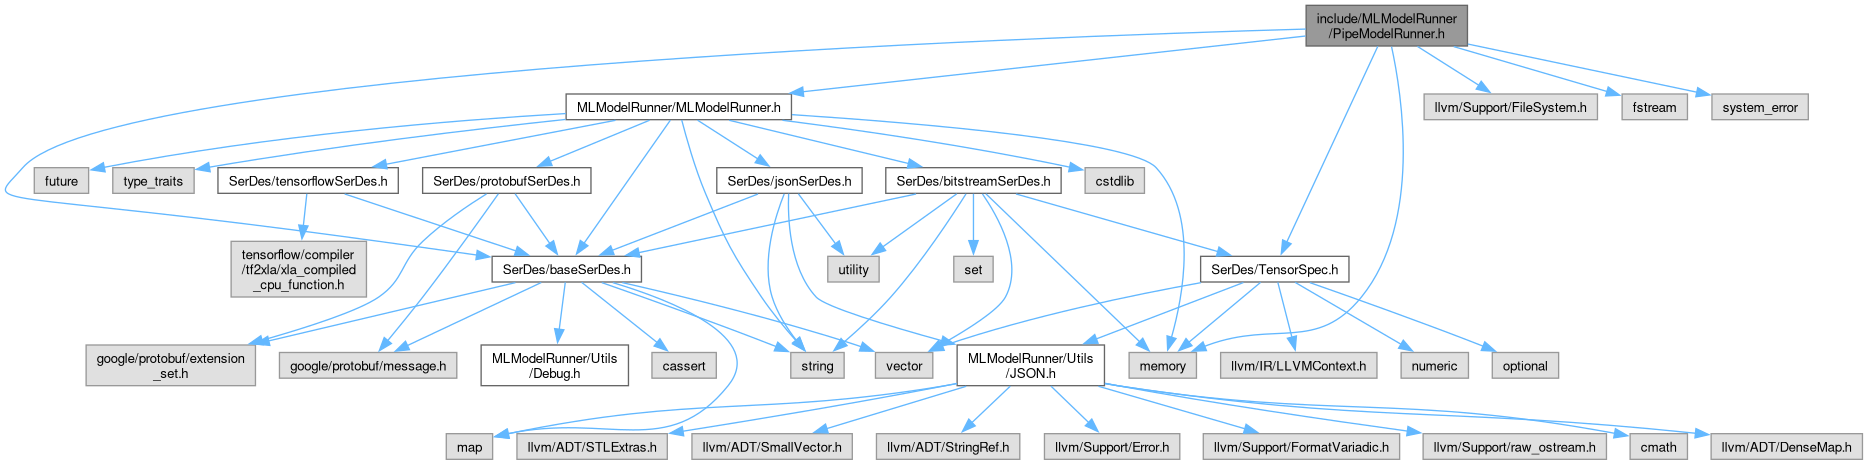 include/MLModelRunner
/PipeModelRunner.h
MLModelRunner/MLModelRunner.h
llvm/Support/FileSystem.h
fstream
system_error
future
type_traits
SerDes/tensorflowSerDes.h
SerDes/protobufSerDes.h
SerDes/jsonSerDes.h
SerDes/bitstreamSerDes.h
cstdlib
tensorflow/compiler
/tf2xla/xla_compiled
_cpu_function.h
SerDes/baseSerDes.h
utility
set
SerDes/TensorSpec.h
google/protobuf/extension
_set.h
google/protobuf/message.h
MLModelRunner/Utils
/Debug.h
cassert
string
vector
MLModelRunner/Utils
/JSON.h
memory
llvm/IR/LLVMContext.h
numeric
optional
map
llvm/ADT/STLExtras.h
llvm/ADT/SmallVector.h
llvm/ADT/StringRef.h
llvm/Support/Error.h
llvm/Support/FormatVariadic.h
llvm/Support/raw_ostream.h
cmath
llvm/ADT/DenseMap.h